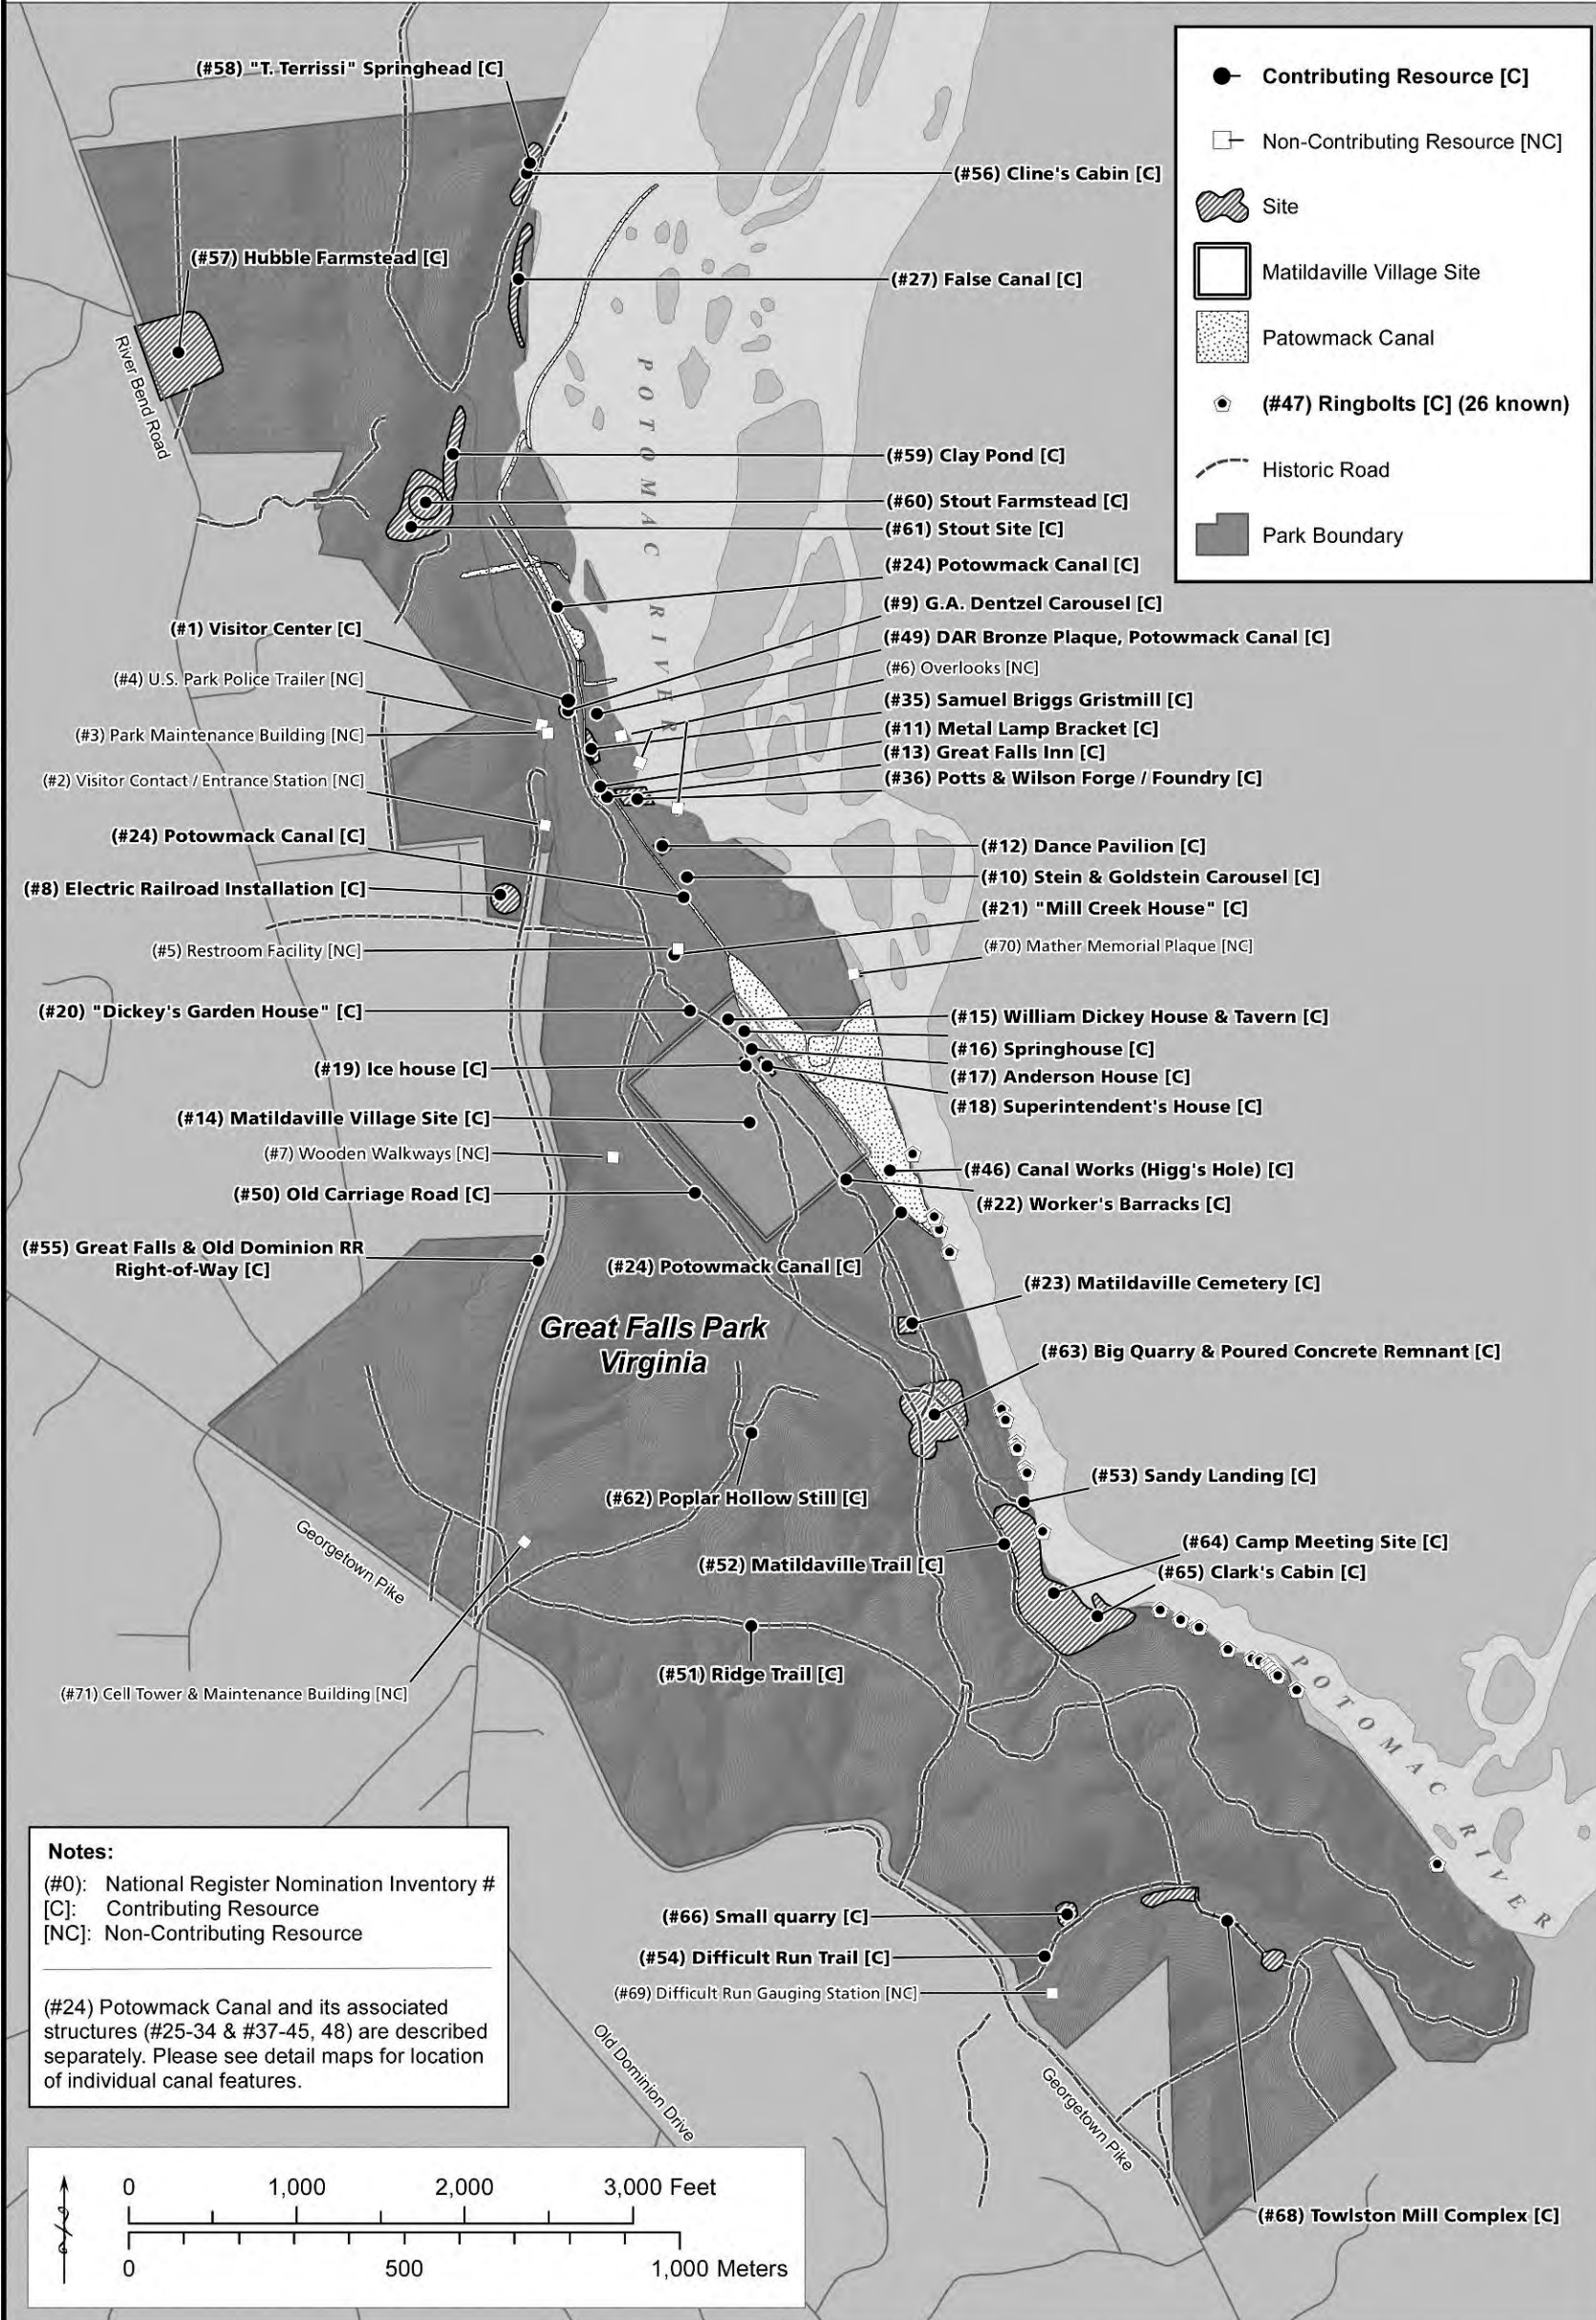 (#58) "T. Terrissi" Springhead [C]
(#56) Cline's Cabin [C]
(#57) Hubble Farmstead [C]
(#27) False Canal [C]
River Bend Road
POTOMAC RIVER
(#59) Clay Pond [C]
(#60) Stout Farmstead [C]
(#61) Stout Site [C]
(#24) Potowmack Canal [C]
(#9) G.A. Dentzel Carousel [C]
(#1) Visitor Center [C]
(#49) DAR Bronze Plaque, Potowmack Canal [C]
(#6) Overlooks [NC]
(#4) U.S. Park Police Trailer [NC]
(#35) Samuel Briggs Gristmill [C]
(#11) Metal Lamp Bracket [C]
(#3) Park Maintenance Building [NC]
(#13) Great Falls Inn [C]
(#36) Potts & Wilson Forge / Foundry [C]
(#2) Visitor Contact / Entrance Station [NC]
(#24) Potowmack Canal [C]
(#12) Dance Pavilion [C]
(#10) Stein & Goldstein Carousel [C]
(#8) Electric Railroad Installation [C]
(#21) "Mill Creek House" [C]
(#70) Mather Memorial Plaque [NC]
(#5) Restroom Facility [NC]
(#20) "Dickey's Garden House" [C]
(#15) William Dickey House & Tavern [C]
(#16) Springhouse [C]
(#19) Ice house [C]
(#17) Anderson House [C]
(#18) Superintendent's House [C]
(#14) Matildaville Village Site [C]
(#7) Wooden Walkways [NC]
(#46) Canal Works (Higg's Hole) [C]
(#50) Old Carriage Road [C]
(#22) Worker's Barracks [C]
(#55) Great Falls & Old Dominion RR
Right-of-Way [C]
(#24) Potowmack Canal [C]
(#23) Matildaville Cemetery [C]
Great Falls Park
Virginia
(#63) Big Quarry & Poured Concrete Remnant [C]
(#53) Sandy Landing [C]
(#62) Poplar Hollow Still [C]
Georgetown Pike
(#64) Camp Meeting Site [C]
(#52) Matildaville Trail [C]
(#65) Clark's Cabin [C]
(#51) Ridge Trail [C]
(#71) Cell Tower & Maintenance Building [NC]
POTOMAC RIVER
(#66) Small quarry [C]
(#54) Difficult Run Trail [C]
(#69) Difficult Run Gauging Station [NC]
Old Dominion Drive
Georgetown Pike
(#68) Towlston Mill Complex [C]
Contributing Resource [C]
Non-Contributing Resource [NC]
Site
Matildaville Village Site
Patowmack Canal
(#47) Ringbolts [C] (26 known)
Historic Road
Park Boundary
Notes:
(#0): National Register Nomination Inventory #
[C]: Contributing Resource
[NC]: Non-Contributing Resource
(#24) Potowmack Canal and its associated
structures (#25-34 & #37-45, 48) are described
separately. Please see detail maps for location
of individual canal features.
0 1,000 2,000 3,000 Feet
0 500 1,000 Meters